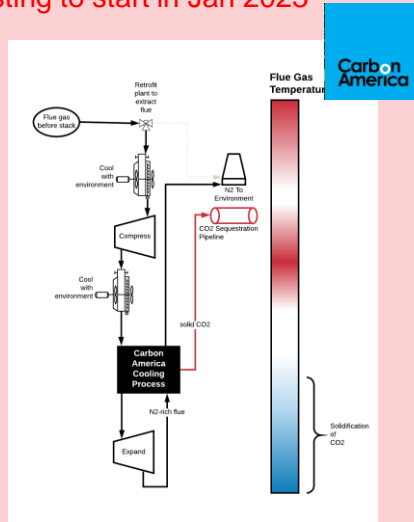 sting to start in Jan 2025
Carbon
America
Flue Gas
Temperatur
Retrofit
plant to
extract
flue
Flue gas
before stack
Cool
with
environment
N2 To
Environment
CO2 Sequestration
Pipeline
Compress
Cool
with
environment
solid CO2
Carbon
America
Cooling
Process
N2-rich flue
Expand
Solidification
of
CO2